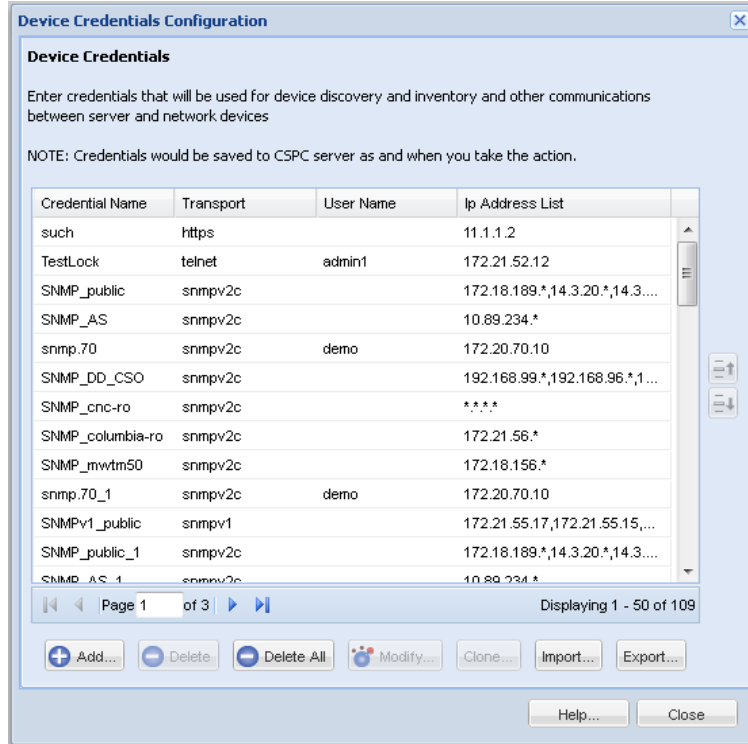 Device Credentials Configuration
Device Credentials
Enter credentials that will be used for device discovery and inventory and other communications
between server and network devices
NOTE: Credentials would be saved to CSPC server as and when you take the action.
Credential Name Transport User Name Ip Address List
such https 11.1.1.2
TestLock telnet admin1 172.21.52.12
SNMP_public snmpv2c 172.18.189.*,14.3.20.*,14.3....
SNMP_AS snmpv2c 10.89.234.*
snmp.70 snmpv2c demo 172.20.70.10
SNMP_DD_CSO snmpv2c 192.168.99.*,192.168.96.*,1...
SNMP_cnc-ro snmpv2c *.*.*.*
SNMP_columbia-ro snmpv2c 172.21.56.*
SNMP_mwtm50 snmpv2c 172.18.156.*
snmp.70_1 snmpv2c demo 172.20.70.10
SNMPv1_public snmpv1 172.21.55.17,172.21.55.15,...
SNMP_public_1 snmpv2c 172.18.189.*,14.3.20.*,14.3....
SNMP_AS_1 snmpv2c 10.89.234.*
Page 1 of 3 Displaying 1 - 50 of 109
Add... Delete Delete All Modify... Clone... Import... Export...
Help... Close